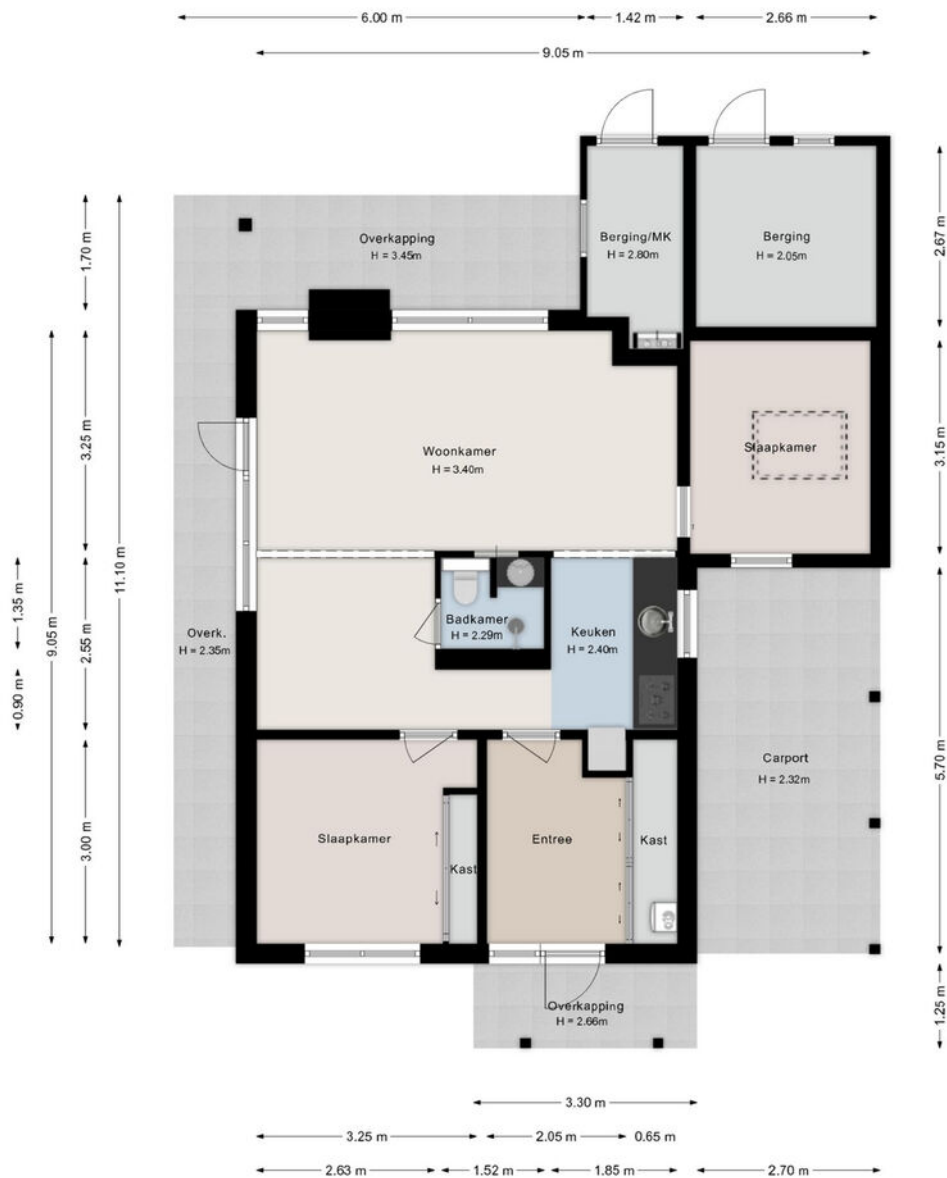 6.00 m
1.42 m
2.66 m
9.05 m
1.70 m
11.10 m
2.67 m
Overkapping
H = 3.45m
Berging/MK
H = 2.80m
Berging
H = 2.05m
3.25 m
3.15 m
Woonkamer
H = 3.40m
Slaapkamer
1.35 m
9.05 m
2.55 m
0.90 m
Overk.
H = 2.35m
Badkamer
H = 2.29m
Keuken
H = 2.40m
5.70 m
Carport
H = 2.32m
3.00 m
Slaapkamer
Kast
Entree
Kast
Overkapping
H = 2.66m
1.25 m
3.30 m
3.25 m
2.05 m
0.65 m
2.63 m
1.52 m
1.85 m
2.70 m